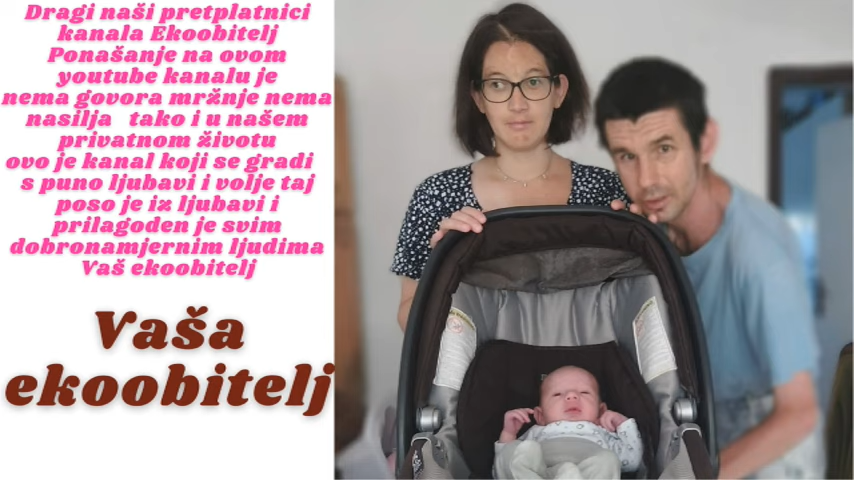 Dragi naši pretplatnici
kanala Ekoobitelj
Ponašanje na ovom
youtube kanalu je
nema govora mržnje nema
nasilja tako i u našem
privatnom životu
ovo je kanal koji se gradi
s puno ljubavi i volje taj
poso je iz ljubavi i
prilagođen je svim
dobronamjernim ljudima
Vaš ekoobitelj
Vaša
ekoobitelj